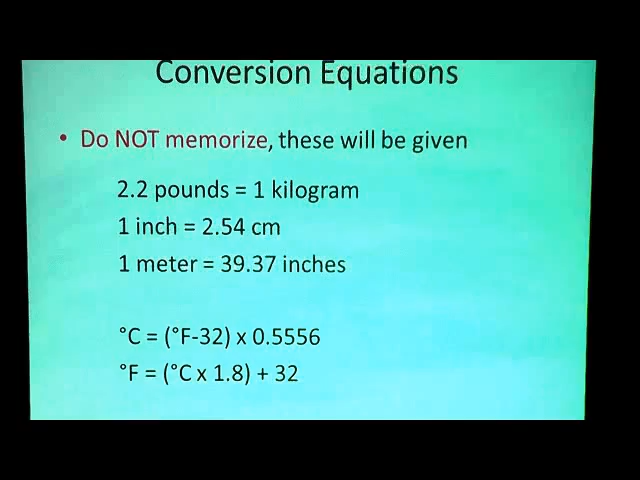 Conversion Equations
• Do NOT memorize, these will be given
2.2 pounds = 1 kilogram
1 inch = 2.54 cm
1 meter = 39.37 inches
°C = (°F-32) x 0.5556
°F = (°C x 1.8) + 32